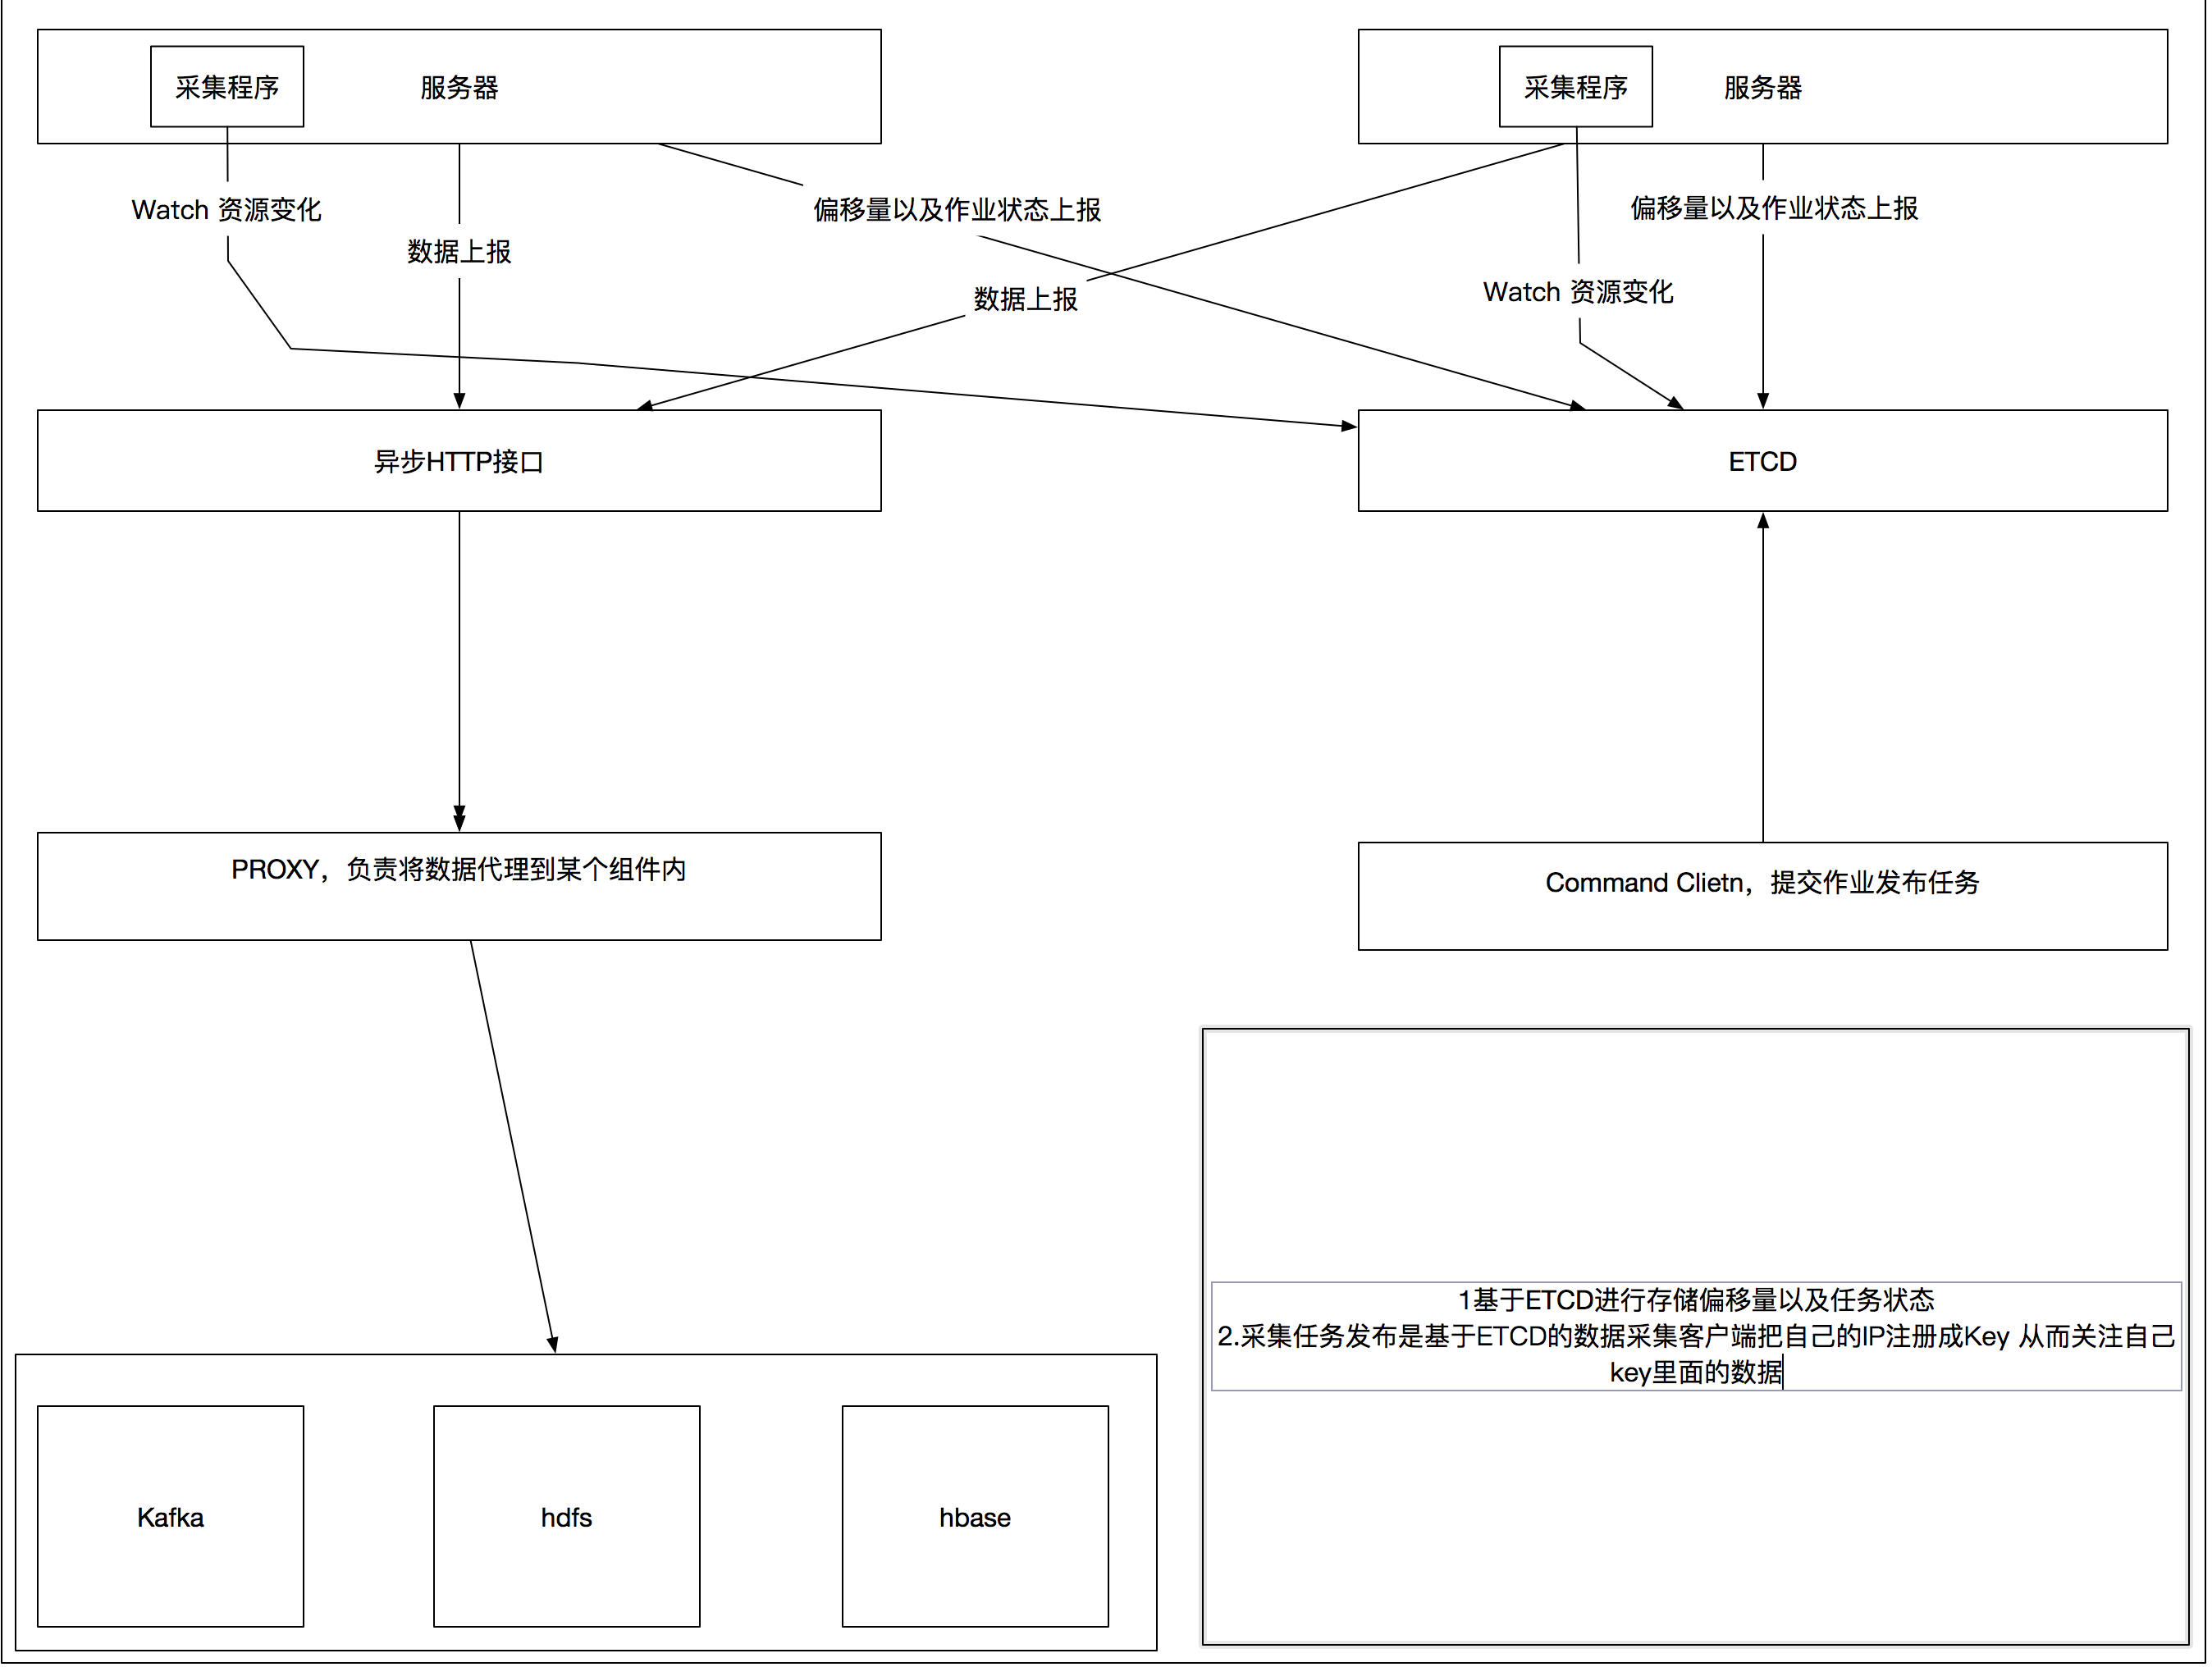 采集程序
服务器
采集程序
服务器
Watch 资源变化
偏移量以及作业状态上报
偏移量以及作业状态上报
数据上报
数据上报
Watch 资源变化
异步HTTP接口
ETCD
PROXY，负责将数据代理到某个组件内
Command Clietn，提交作业发布任务
1基于ETCD进行存储偏移量以及任务状态
2.采集任务发布是基于ETCD的数据采集客户端把自己的IP注册成Key 从而关注自己
key里面的数据
Kafka
hdfs
hbase